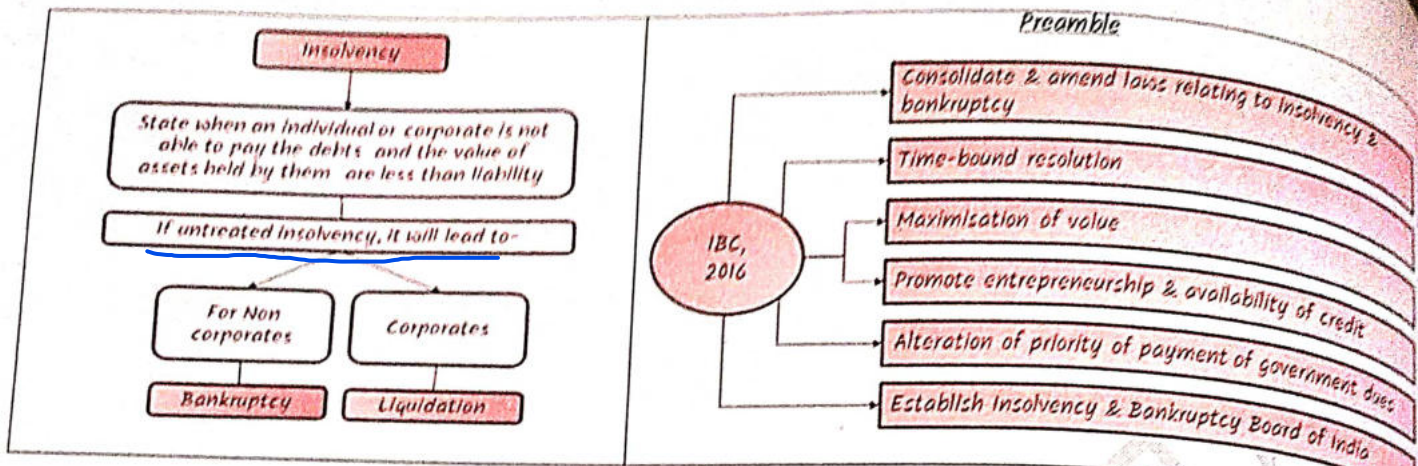 Insolvency
State when an individual or corporate is not
able to pay the debts and the value of
assets held by them are less than liability
If untreated insolvency, it will lead to-
For Non
corporates
Corporates
Bankruptcy
Liquidation
Preamble
IBC,
2016
Consolidate & amend laws relating to insolvency &
bankruptcy
Time-bound resolution
Maximisation of value
Promote entrepreneurship & availability of credit
Alteration of priority of payment of government dues
Establish Insolvency & Bankruptcy Board of India